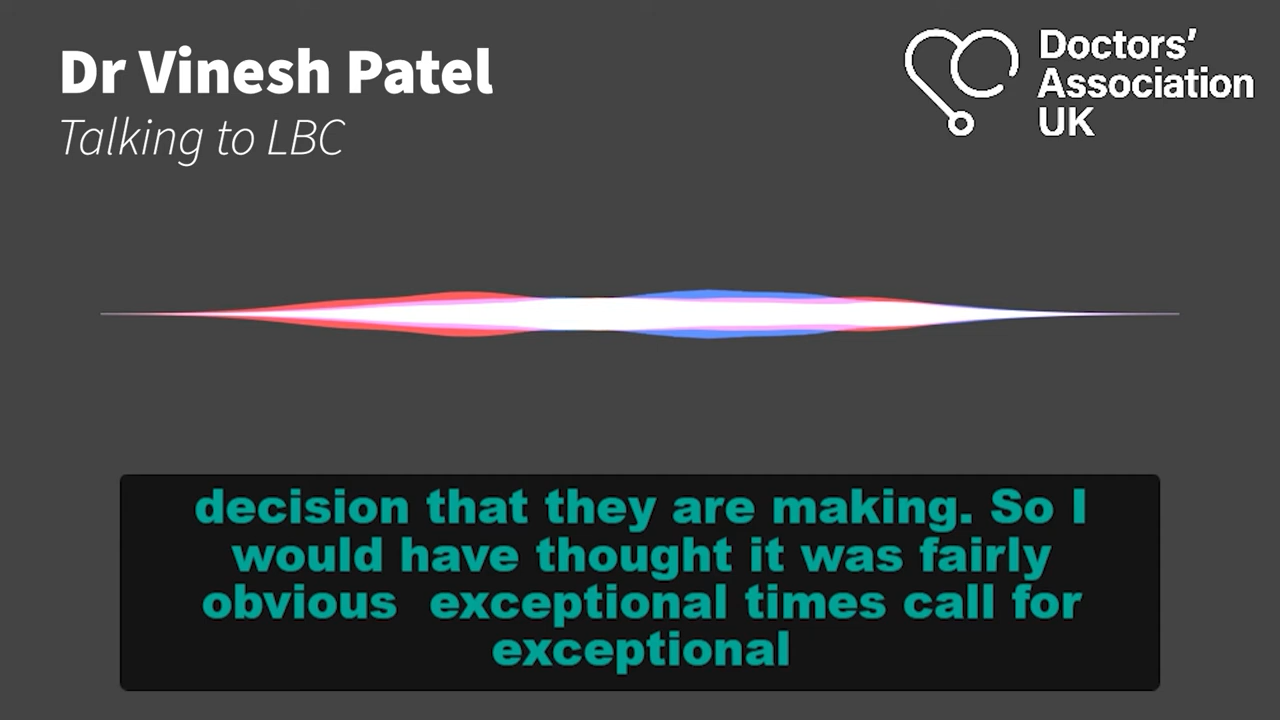 Dr Vinesh Patel
Talking to LBC
Doctors’
Association
UK
decision that they are making. So I
would have thought it was fairly
obvious  exceptional times call for
exceptional